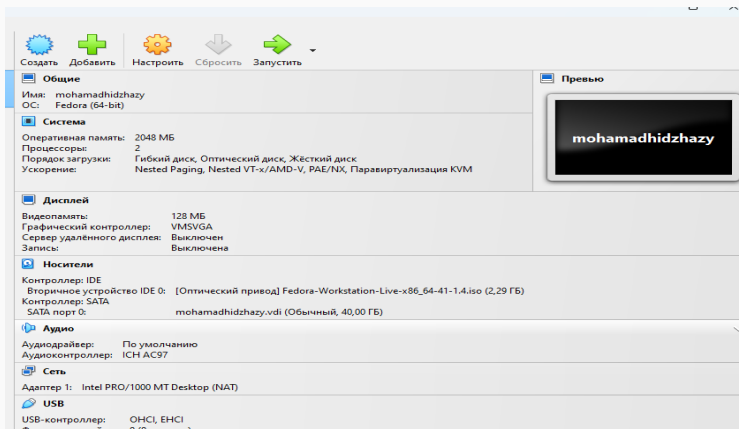 Создать Добавить Настроить Сбросить Запустить
Общие
Имя: mohamadhidzhazy
ОС: Fedora (64-bit)
Превью
mohamadhidzhazy
Система
Оперативная память: 2048 МБ
Процессоры: 2
Порядок загрузки: Гибкий диск, Оптический диск, Жёсткий диск
Ускорение: Nested Paging, Nested VT-x/AMD-V, PAE/NX, Паравиртуализация KVM
Дисплей
Видеопамять: 128 МБ
Графический контроллер: VMSVGA
Сервер удалённого дисплея: Выключен
Запись: Выключена
Носители
Контроллер: IDE
Вторичное устройство IDE 0: [Оптический привод] Fedora-Workstation-Live-x86_64-41-1.4.iso (2,29 ГБ)
Контроллер: SATA
SATA порт 0: mohamadhidzhazy.vdi (Обычный, 40,00 ГБ)
Аудио
Аудиодрайвер: По умолчанию
Аудиоконтроллер: ICH AC97
Сеть
Адаптер 1: Intel PRO/1000 MT Desktop (NAT)
USB
USB-контроллер: OHCI, EHCI